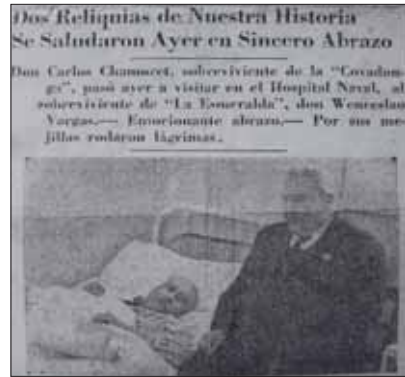 Dos Reliquias de Nuestra Historia
Se Saludaron Ayer en Sincero Abrazo
Don Carlos Chanuscet, sobreviviente de la "Covadon-
ga", pasó ayer a visitar en el Hospital Naval, al
sobreviviente de "La Esmeralda", don Wenceslao
Vargas.— Emocionante abrazo.— Por sus me-
jillas rodaron lágrimas.